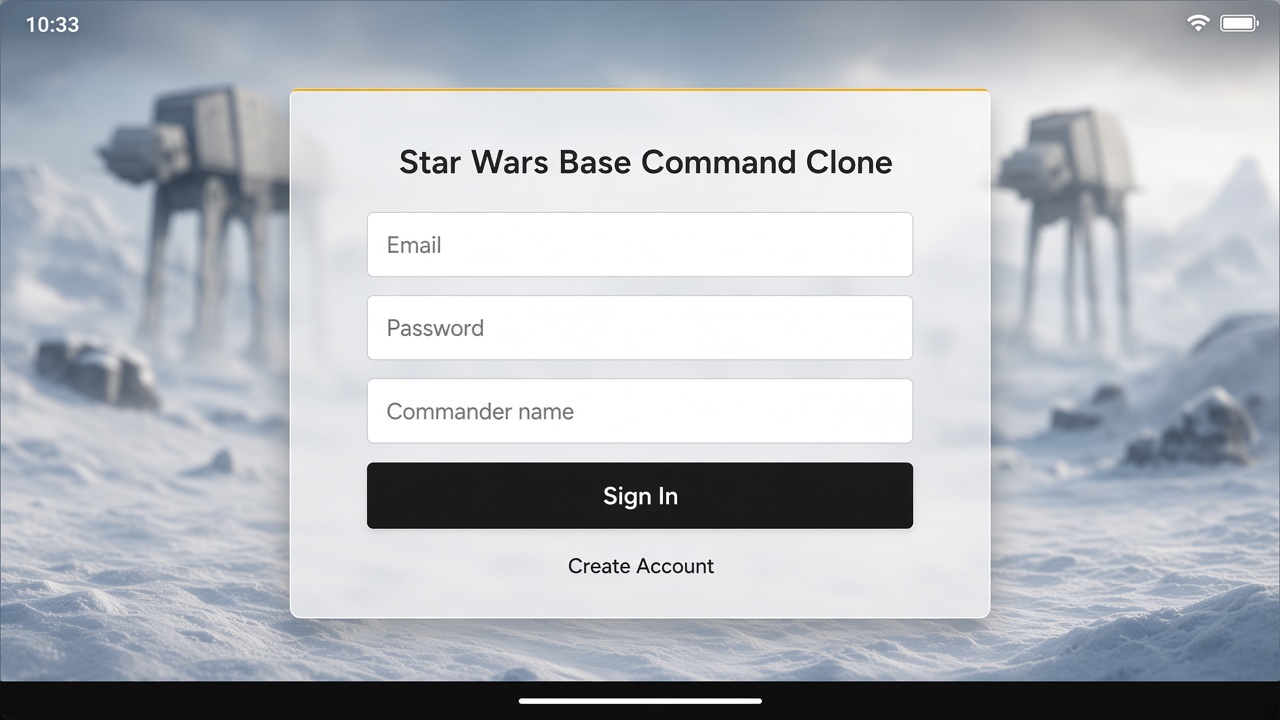 10:33
Star Wars Base Command Clone
Email
Password
Commander name
Sign In
Create Account